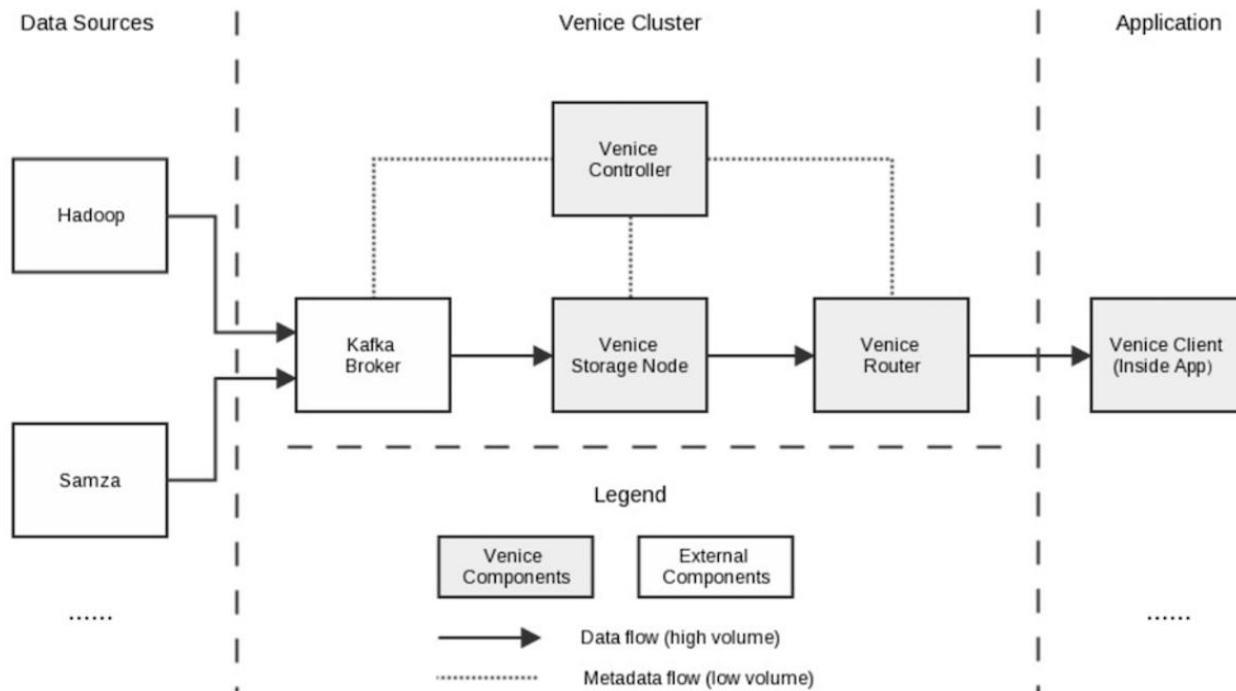 Data Sources
Venice Cluster
Application
Venice
Controller
Hadoop
Kafka
Broker
Venice
Storage Node
Venice
Router
Venice Client
(Inside App)
Samza
Legend
Venice
Components
External
Components
......
Data flow (high volume)
......
Metadata flow (low volume)